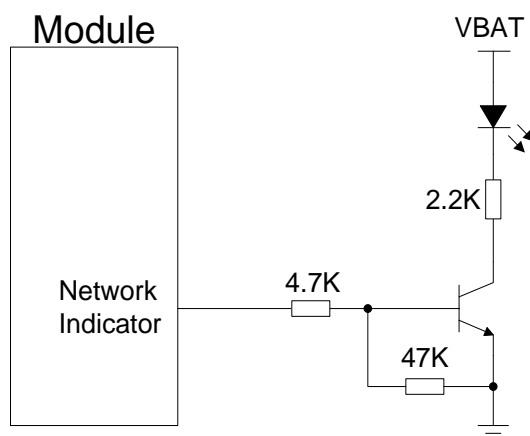 Module
VBAT
2.2K
4.7K
Network
Indicator
47K